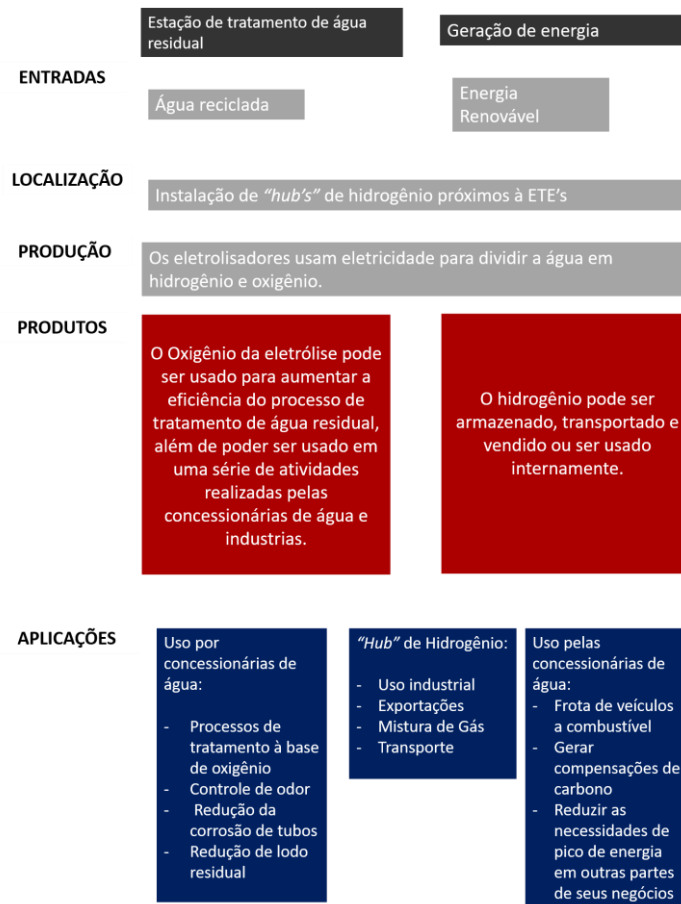 Estação de tratamento de água
residual
Geração de energia
ENTRADAS
Água reciclada
Energia
Renovável
LOCALIZAÇÃO
Instalação de “hub’s” de hidrogênio próximos à ETE’s
PRODUÇÃO
Os eletrolisadores usam eletricidade para dividir a água em
hidrogênio e oxigênio.
PRODUTOS
O Oxigênio da eletrólise pode
ser usado para aumentar a
eficiência do processo de
tratamento de água residual,
além de poder ser usado em
uma série de atividades
realizadas pelas
concessionárias de água e
industrias.
O hidrogênio pode ser
armazenado, transportado e
vendido ou ser usado
internamente.
APLICAÇÕES
Uso por
concessionárias de
água:
- Processos de
tratamento à base
de oxigênio
- Controle de odor
- Redução da
corrosão de tubos
- Redução de lodo
residual
“Hub” de Hidrogênio:
- Uso industrial
- Exportações
- Mistura de Gás
- Transporte
Uso pelas
concessionárias de
água:
- Frota de veículos
a combustível
- Gerar
compensações de
carbono
- Reduzir as
necessidades de
pico de energia
em outras partes
de seus negócios